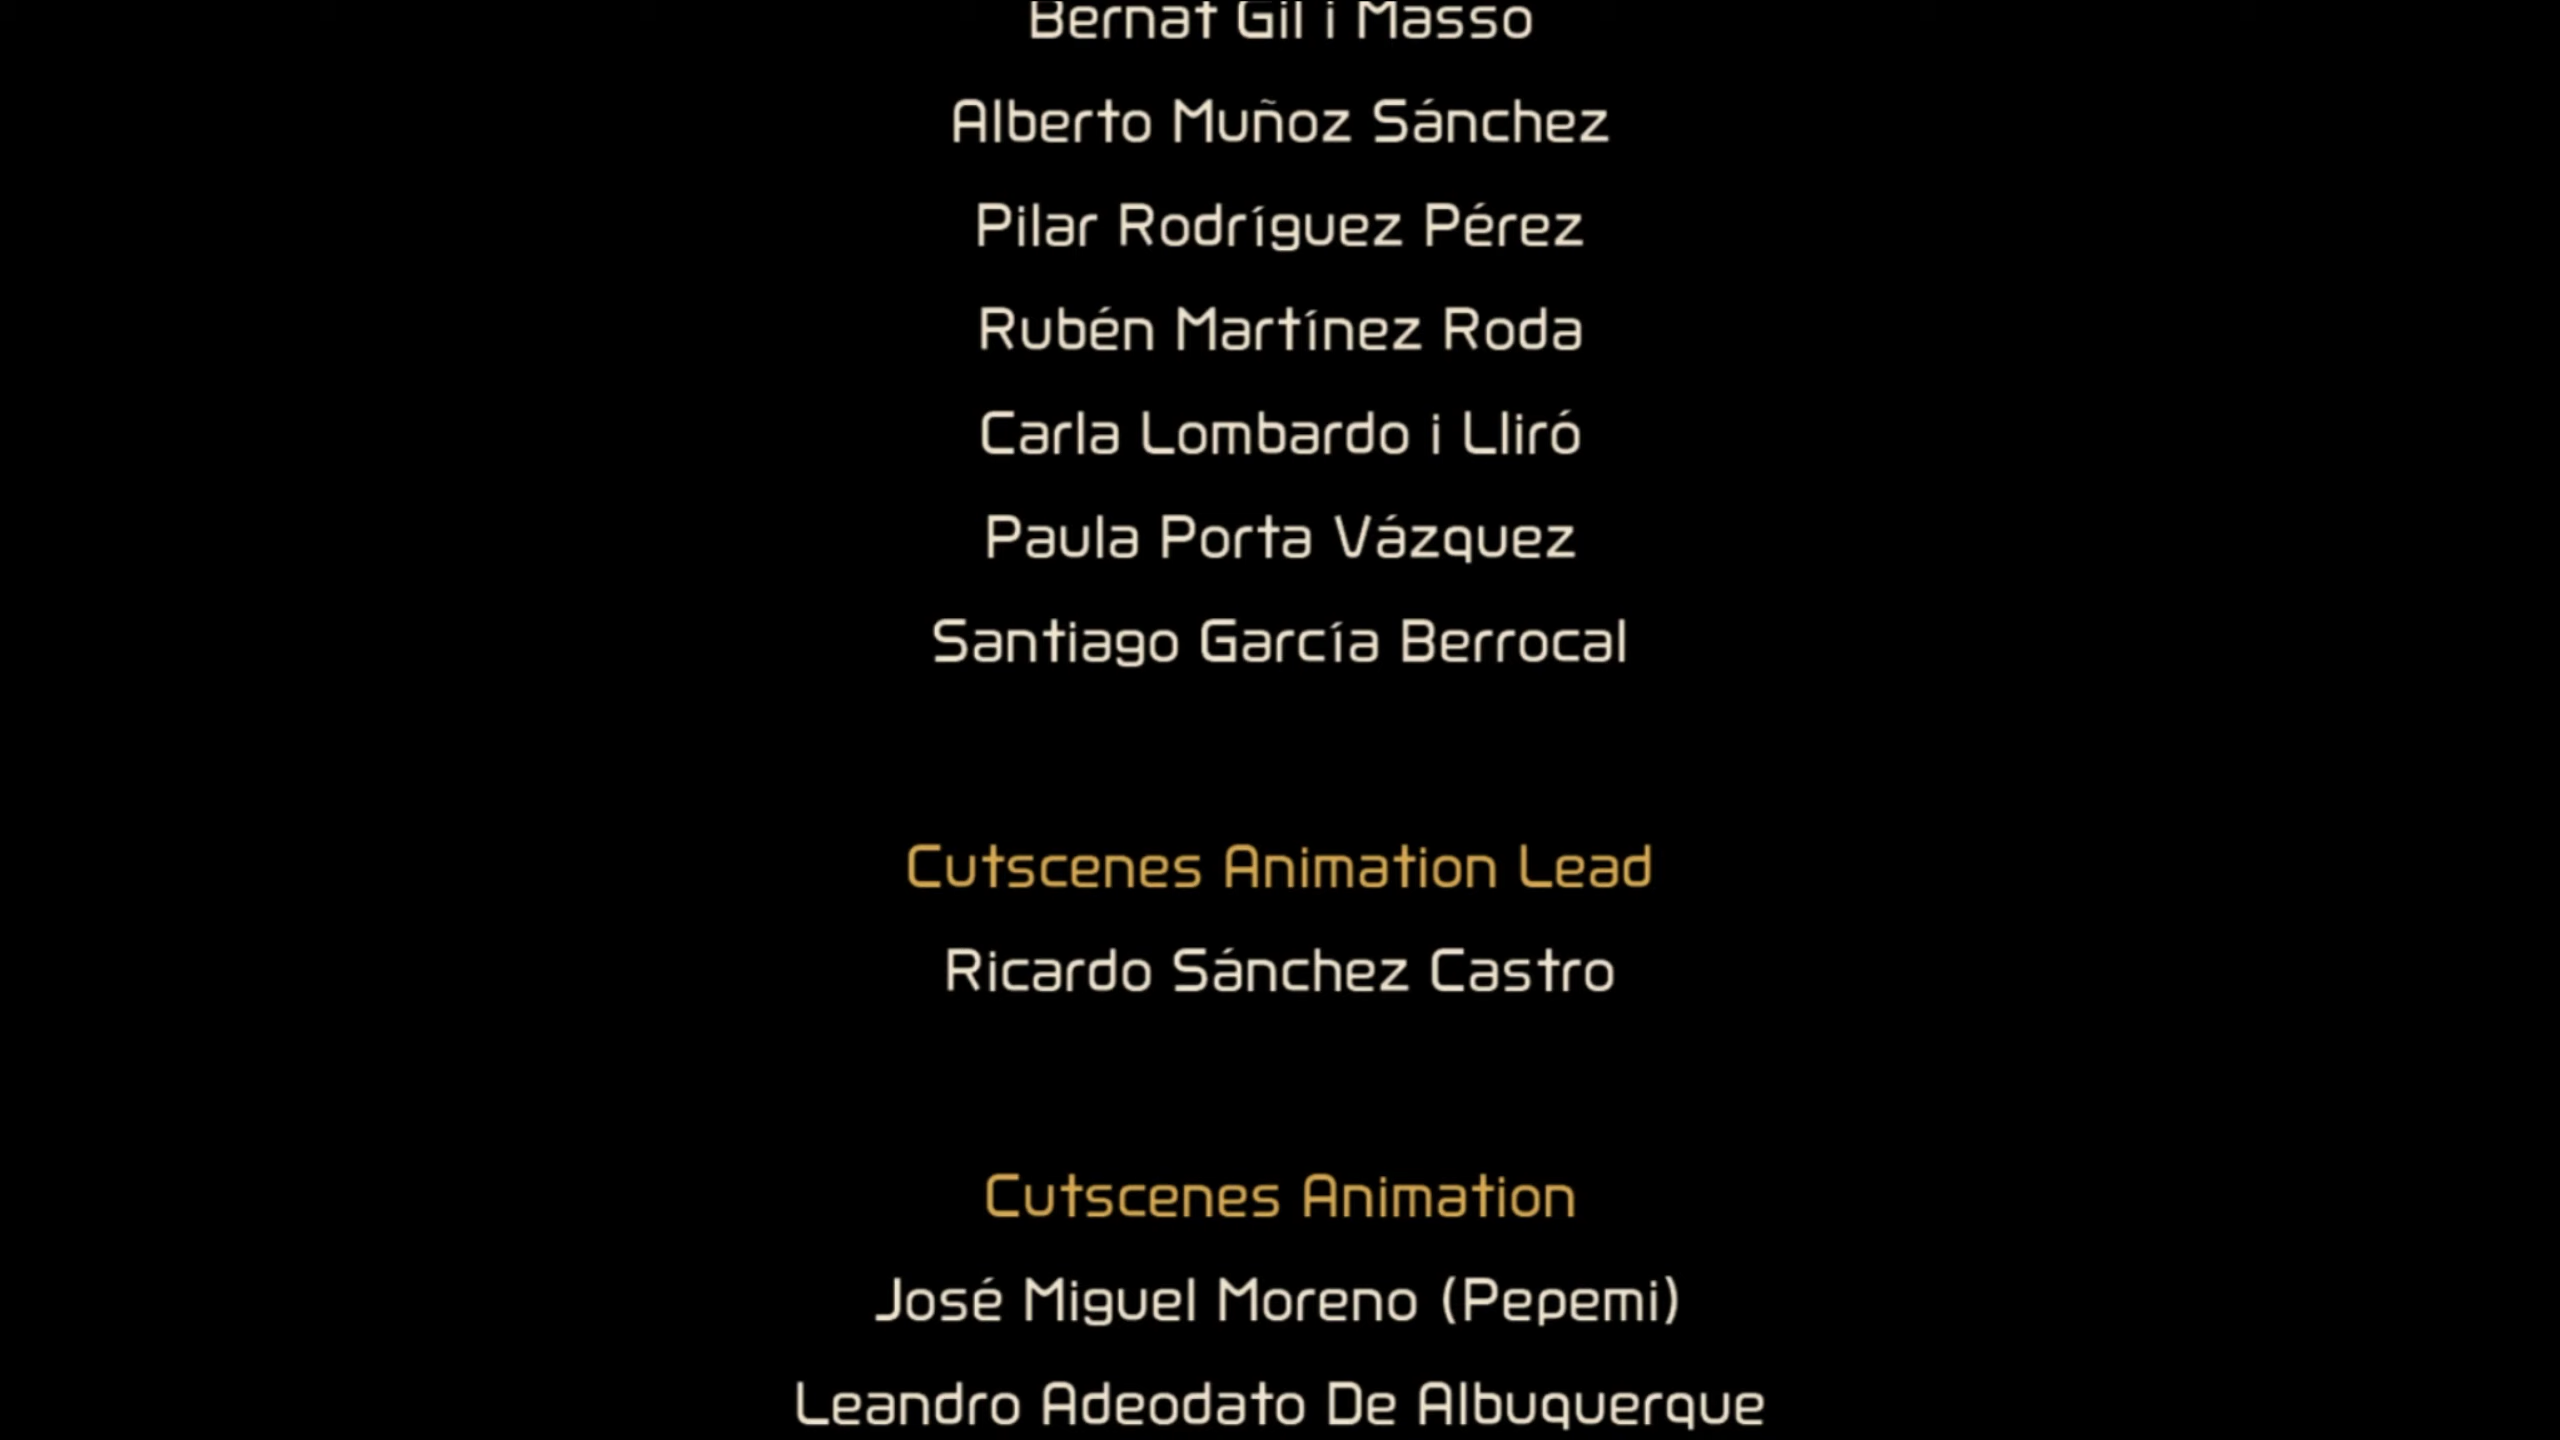 Bernat Gil i Masso
Alberto Muñoz Sánchez
Pilar Rodríguez Pérez
Rubén Martínez Roda
Carla Lombardo i Lliró
Paula Porta Vázquez
Santiago García Berrocal
Cutscenes Animation Lead
Ricardo Sánchez Castro
Cutscenes Animation
José Miguel Moreno (Pepemi)
Leandro Adeodato De Albuquerque